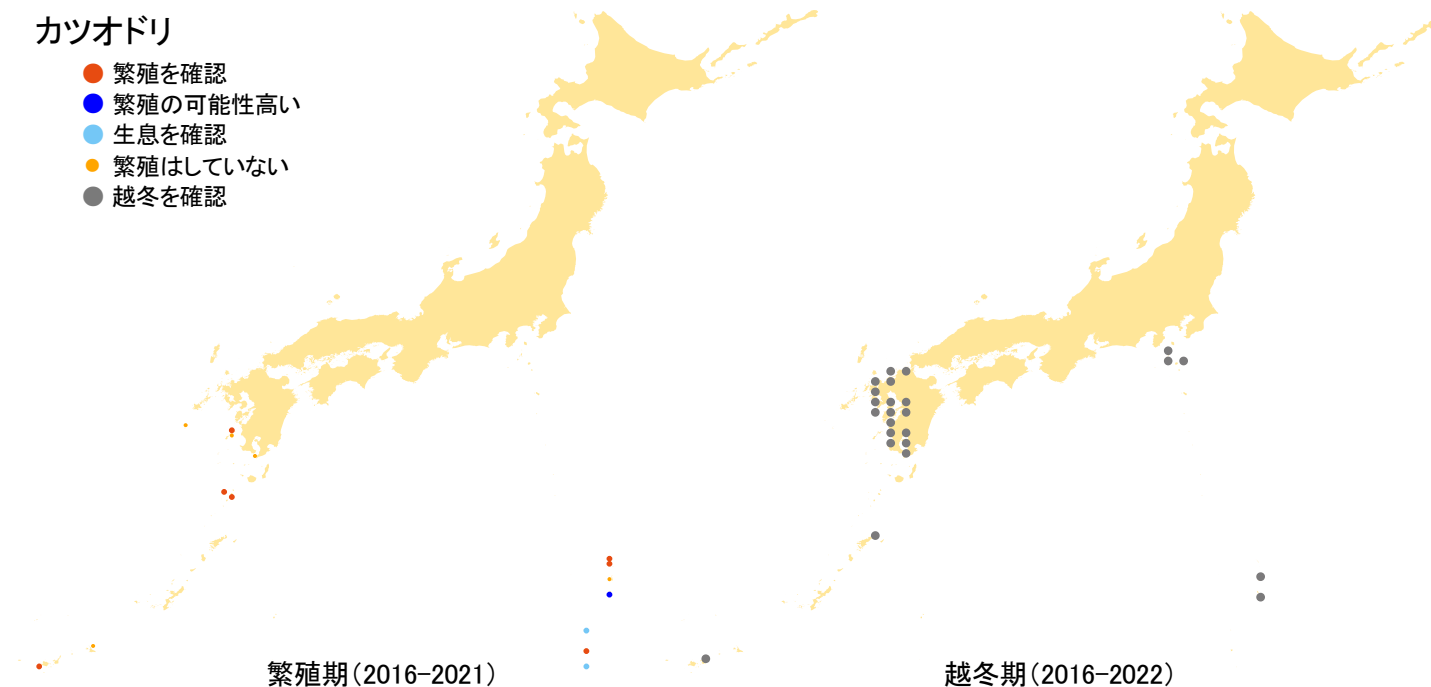 カツオドリ
繁殖を確認
繁殖の可能性高い
生息を確認
繁殖はしていない
越冬を確認
繁殖期(2016-2021)
越冬期(2016-2022)